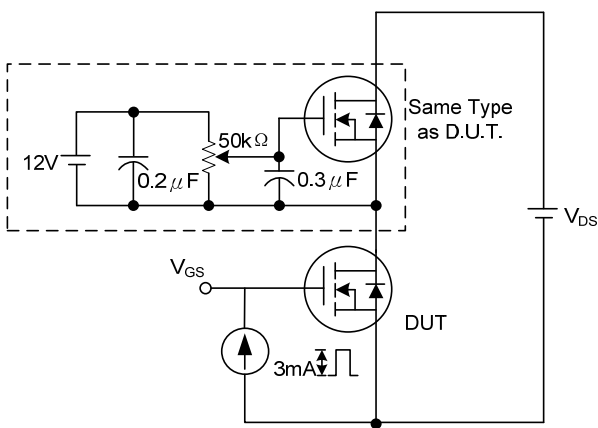 Same Type
as D.U.T.
50kΩ
12V
0.2μF
0.3μF
V_DS
V_GS
DUT
3mA